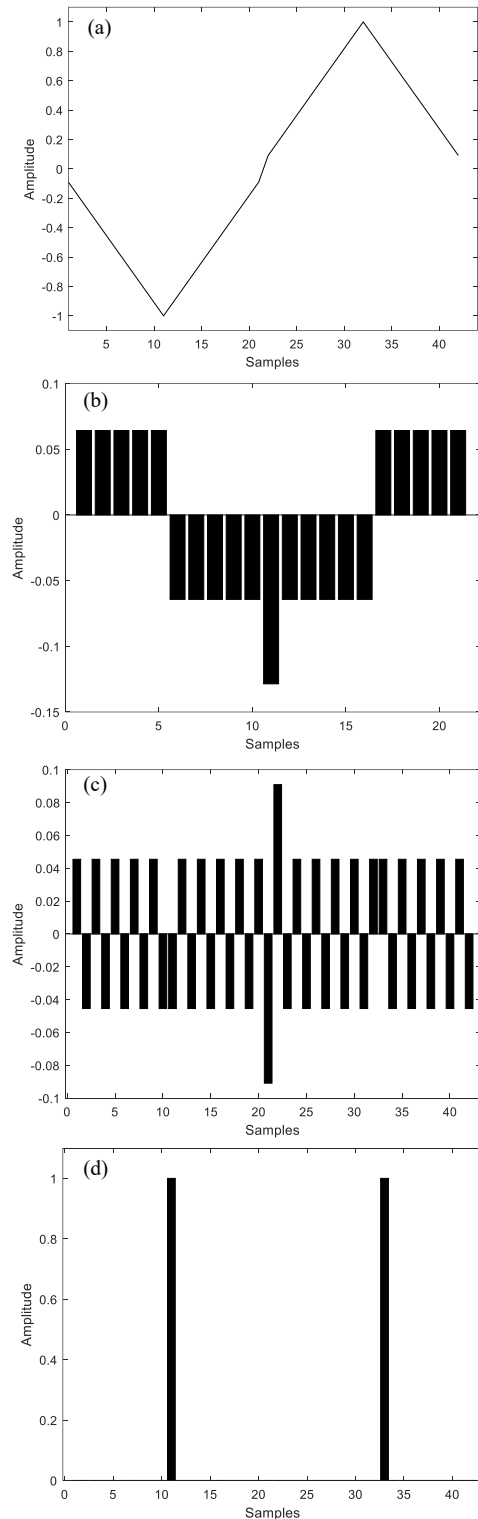 (a)
1
0.8
0.6
0.4
0.2
0
-0.2
-0.4
-0.6
-0.8
-1
Amplitude
5 10 15 20 25 30 35 40
Samples
(b)
0.1
0.05
0
-0.05
-0.1
-0.15
Amplitude
0 5 10 15 20
Samples
(c)
0.1
0.08
0.06
0.04
0.02
0
-0.02
-0.04
-0.06
-0.08
-0.1
Amplitude
0 5 10 15 20 25 30 35 40
Samples
(d)
1
0.8
0.6
0.4
0.2
0
Amplitude
0 5 10 15 20 25 30 35 40
Samples